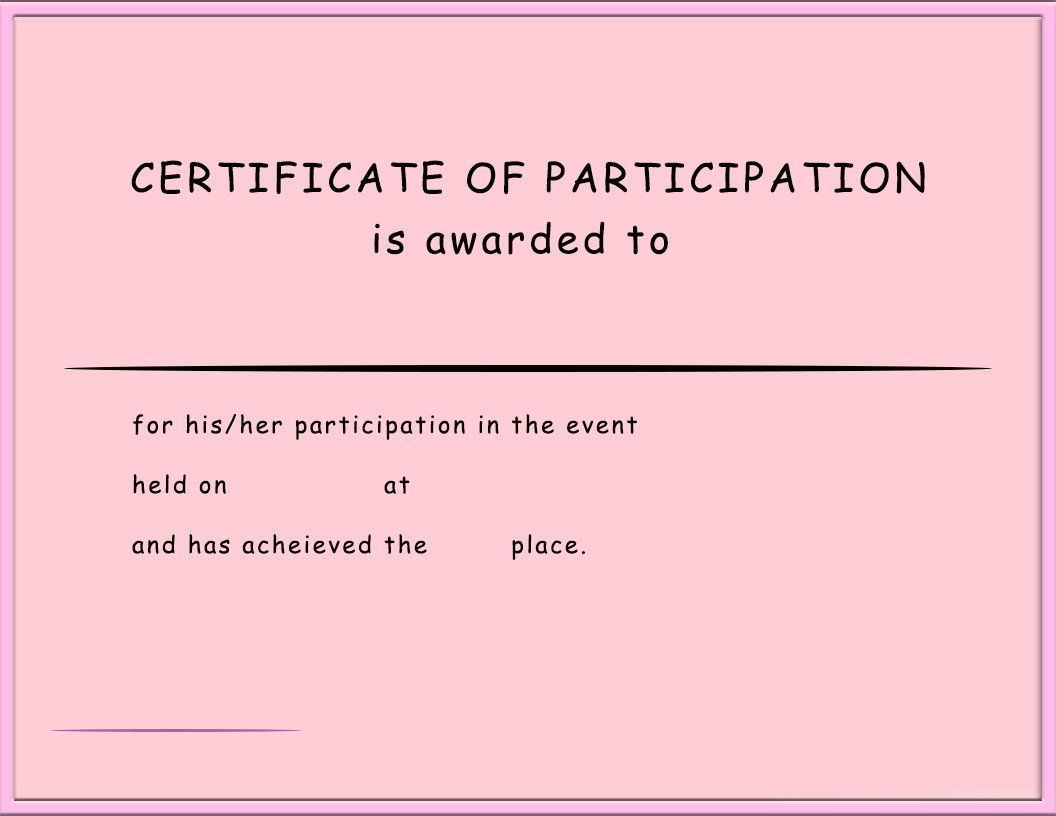 CERTIFICATE OF PARTICIPATION
is awarded to
for his/her participation in the event
held on at
and has acheieved the place.